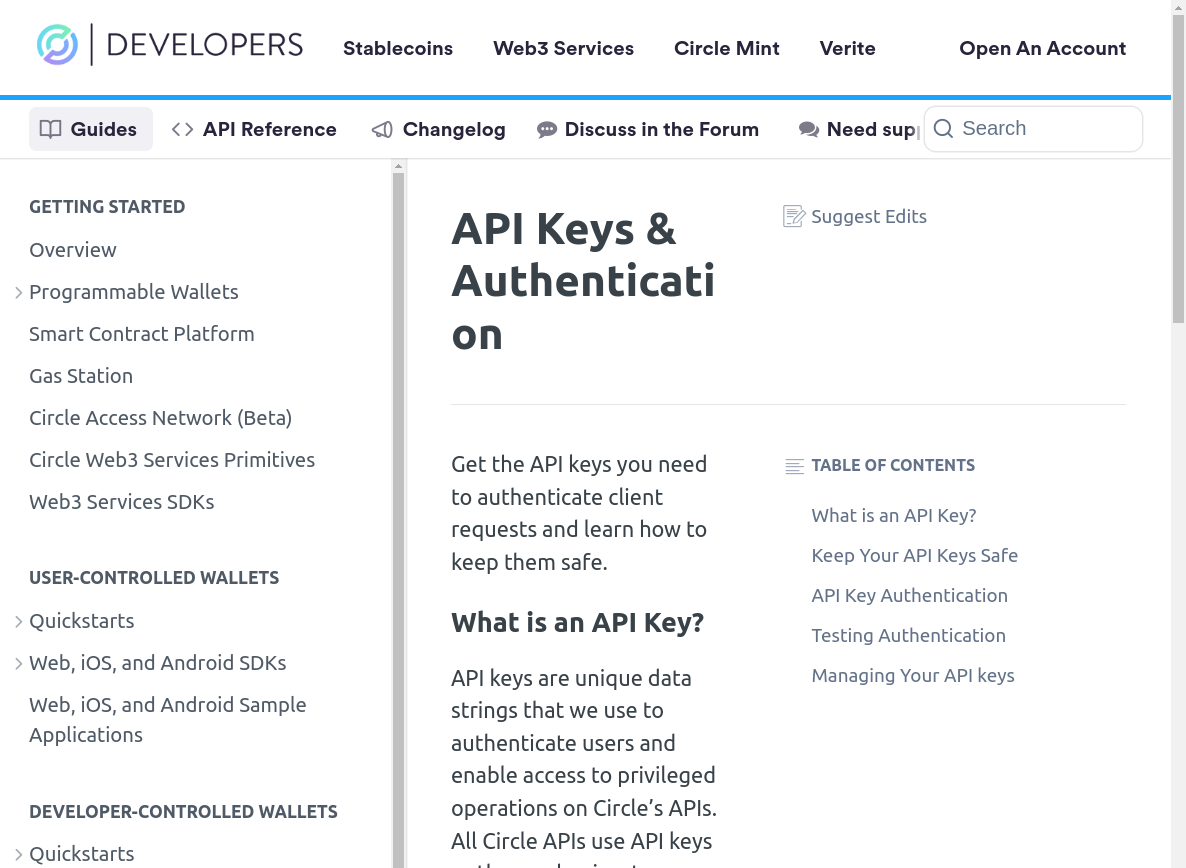 DEVELOPERS
Stablecoins
Web3 Services
Circle Mint
Verite
Open An Account
Guides
API Reference
Changelog
Discuss in the Forum
Need sup
Search
GETTING STARTED
Overview
Programmable Wallets
Smart Contract Platform
Gas Station
Circle Access Network (Beta)
Circle Web3 Services Primitives
Web3 Services SDKs
USER-CONTROLLED WALLETS
Quickstarts
Web, iOS, and Android SDKs
Web, iOS, and Android Sample
Applications
DEVELOPER-CONTROLLED WALLETS
Quickstarts
API Keys &
Authenticati
on
Suggest Edits
Get the API keys you need
to authenticate client
requests and learn how to
keep them safe.
What is an API Key?
API keys are unique data
strings that we use to
authenticate users and
enable access to privileged
operations on Circle’s APIs.
All Circle APIs use API keys
TABLE OF CONTENTS
What is an API Key?
Keep Your API Keys Safe
API Key Authentication
Testing Authentication
Managing Your API keys